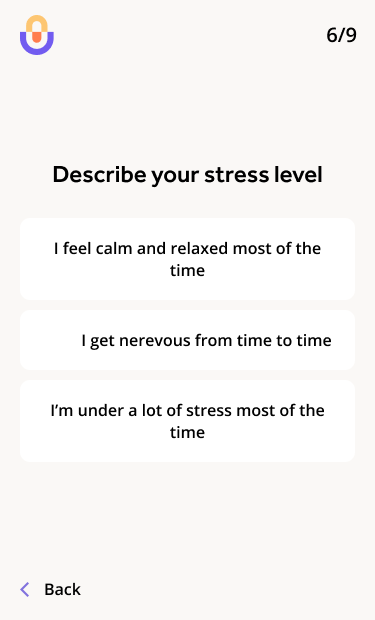 6/9
Describe your stress level
I feel calm and relaxed most of the
time
I get nerevous from time to time
I'm under a lot of stress most of the
time
Back